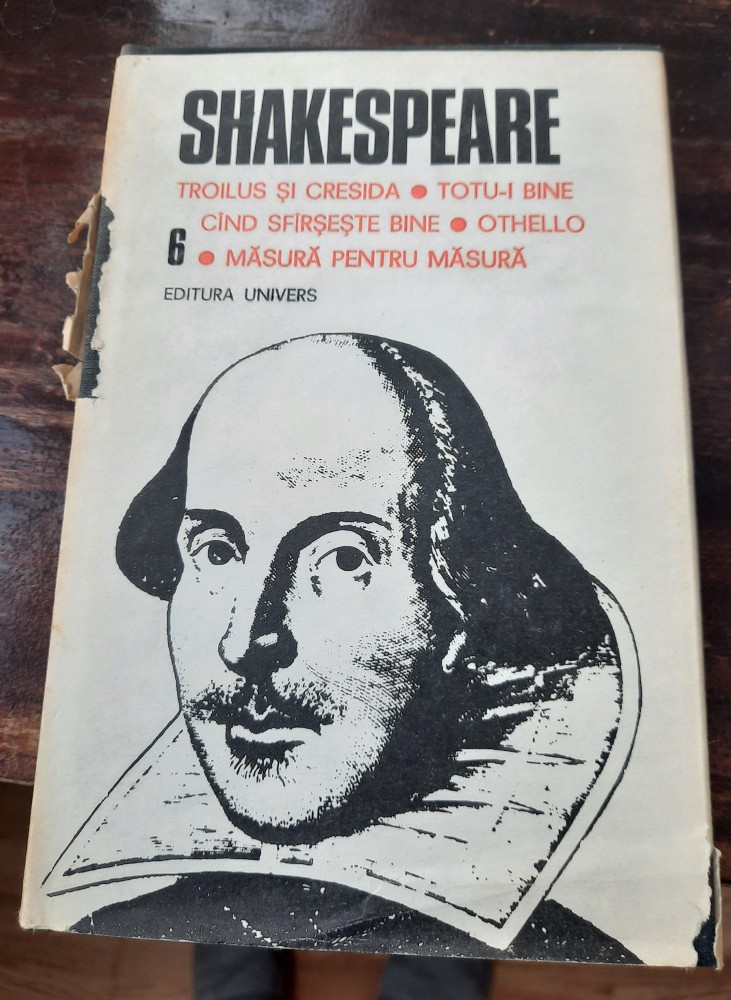 SHAKESPEARE
TROILUS ȘI CRESIDA • TOTU-I BINE
CÎND SFÎRȘEȘTE BINE • OTHELLO
6 • MĂSURĂ PENTRU MĂSURĂ
EDITURA UNIVERS